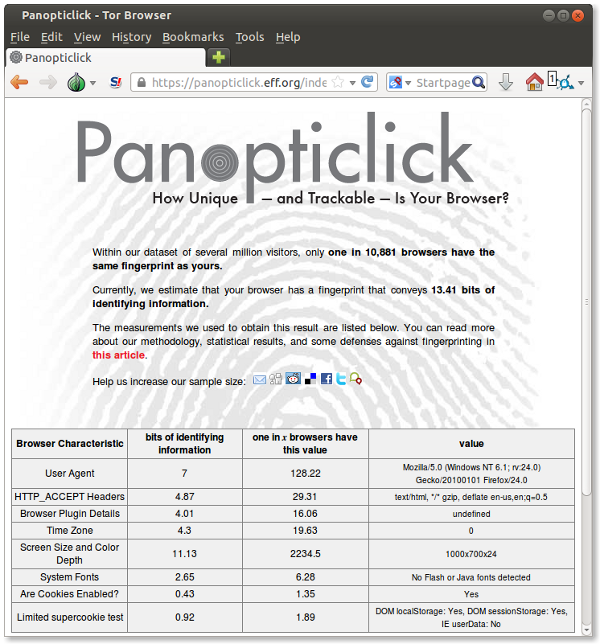 Panopticlick - Tor Browser
File Edit View History Bookmarks Tools Help
Panopticlick
https://panopticlick.eff.org/inde
Startpage
1
Panopticlick
How Unique – and Trackable – Is Your Browser?
Within our dataset of several million visitors, only one in 10,881 browsers have the
same fingerprint as yours.
Currently, we estimate that your browser has a fingerprint that conveys 13.41 bits of
identifying information.
The measurements we used to obtain this result are listed below. You can read more
about our methodology, statistical results, and some defenses against fingerprinting in
this article.
Help us increase our sample size:
Browser Characteristic
bits of identifying
information
one in x browsers have
this value
value
User Agent
7
128.22
Mozilla/5.0 (Windows NT 6.1; rv:24.0)
Gecko/20100101 Firefox/24.0
HTTP_ACCEPT Headers
4.87
29.31
text/html, */* gzip, deflate en-us,en;q=0.5
Browser Plugin Details
4.01
16.06
undefined
Time Zone
4.3
19.63
0
Screen Size and Color
Depth
11.13
2234.5
1000x700x24
System Fonts
2.65
6.28
No Flash or Java fonts detected
Are Cookies Enabled?
0.43
1.35
Yes
Limited supercookie test
0.92
1.89
DOM localStorage: Yes, DOM sessionStorage: Yes,
IE userData: No